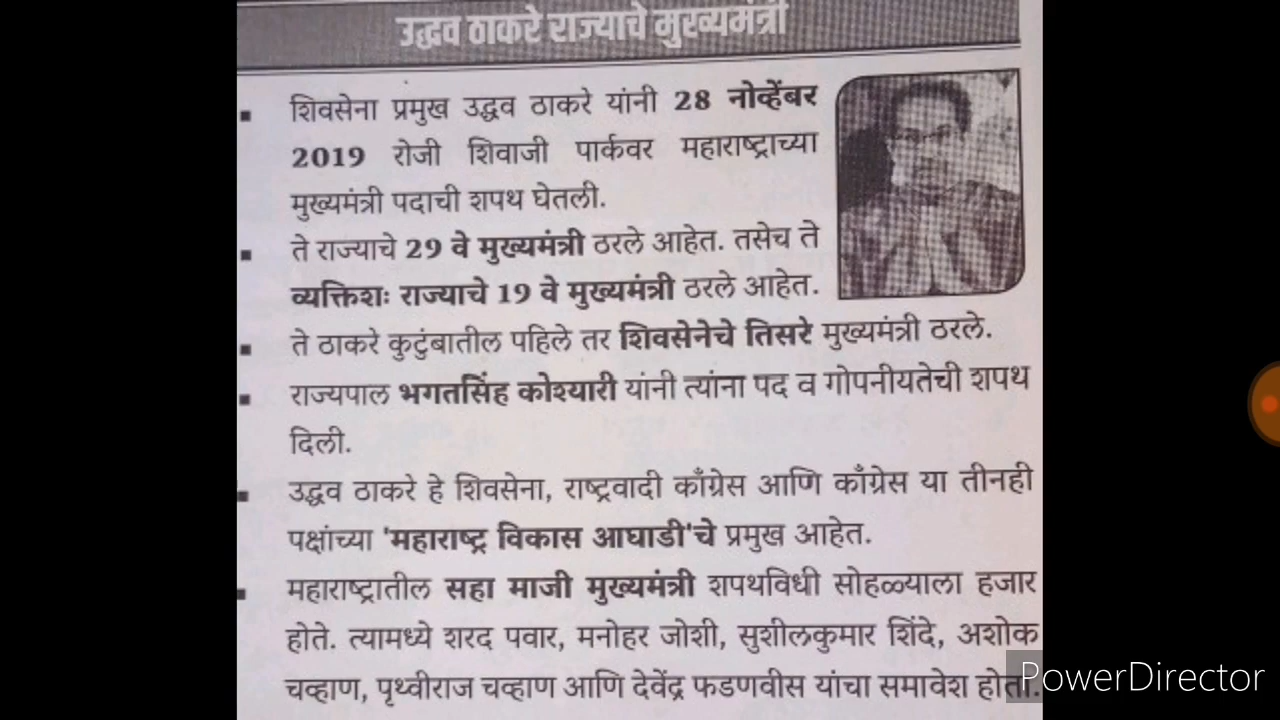 उद्धव ठाकरे राज्याचे मुख्यमंत्री
▪ शिवसेना प्रमुख उद्धव ठाकरे यांनी 28 नोव्हेंबर
2019 रोजी शिवाजी पार्कवर महाराष्ट्राच्या
मुख्यमंत्री पदाची शपथ घेतली.
▪ ते राज्याचे 29 वे मुख्यमंत्री ठरले आहेत. तसेच ते
व्यक्तिशः राज्याचे 19 वे मुख्यमंत्री ठरले आहेत.
▪ ते ठाकरे कुटुंबातील पहिले तर शिवसेनेचे तिसरे मुख्यमंत्री ठरले.
▪ राज्यपाल भगतसिंह कोश्यारी यांनी त्यांना पद व गोपनीयतेची शपथ
दिली.
▪ उद्धव ठाकरे हे शिवसेना, राष्ट्रवादी काँग्रेस आणि काँग्रेस या तीनही
पक्षांच्या 'महाराष्ट्र विकास आघाडी'चे प्रमुख आहेत.
▪ महाराष्ट्रातील सहा माजी मुख्यमंत्री शपथविधी सोहळ्याला हजार
होते. त्यामध्ये शरद पवार, मनोहर जोशी, सुशीलकुमार शिंदे, अशोक
चव्हाण, पृथ्वीराज चव्हाण आणि देवेंद्र फडणवीस यांचा समावेश होता.
PowerDirector